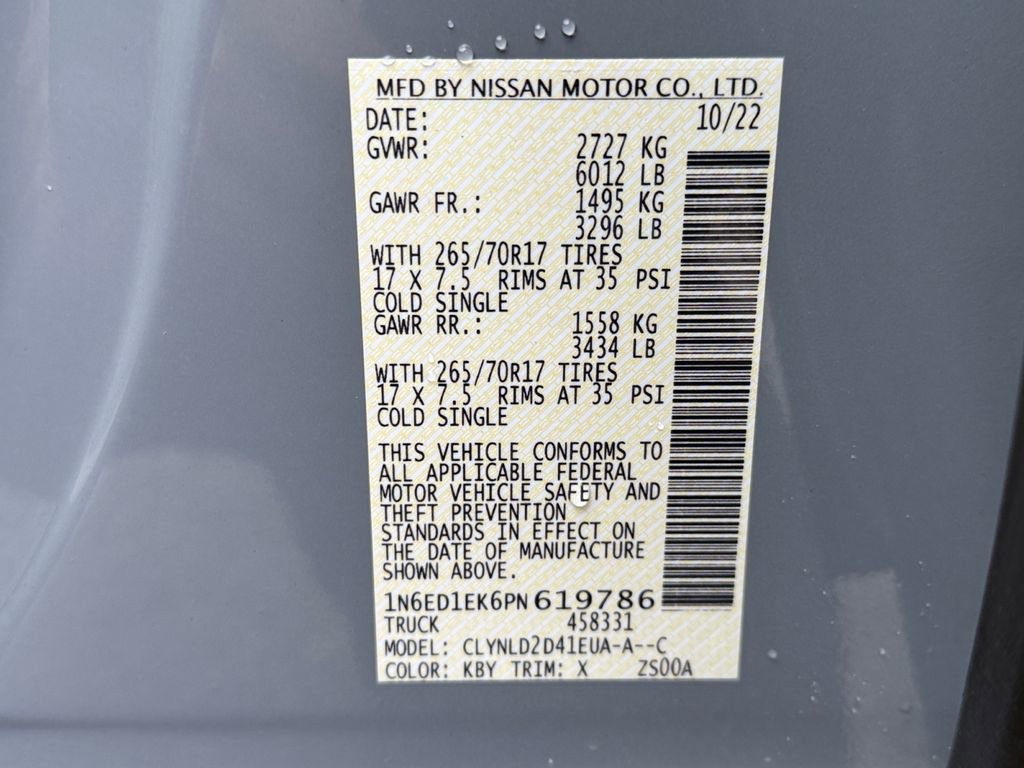 MFD BY NISSAN MOTOR CO., LTD.
DATE: 10/22
GVWR: 2727 KG
6012 LB
GAWR FR.: 1495 KG
3296 LB
WITH 265/70R17 TIRES
17 X 7.5 RIMS AT 35 PSI
COLD SINGLE
GAWR RR.: 1558 KG
3434 LB
WITH 265/70R17 TIRES
17 X 7.5 RIMS AT 35 PSI
COLD SINGLE
THIS VEHICLE CONFORMS TO
ALL APPLICABLE FEDERAL
MOTOR VEHICLE SAFETY AND
THEFT PREVENTION
STANDARDS IN EFFECT ON
THE DATE OF MANUFACTURE
SHOWN ABOVE.
1N6ED1EK6PN619786
TRUCK 458331
MODEL: CLYNLD2D41EUA-A--C
COLOR: KBY TRIM: X ZS00A